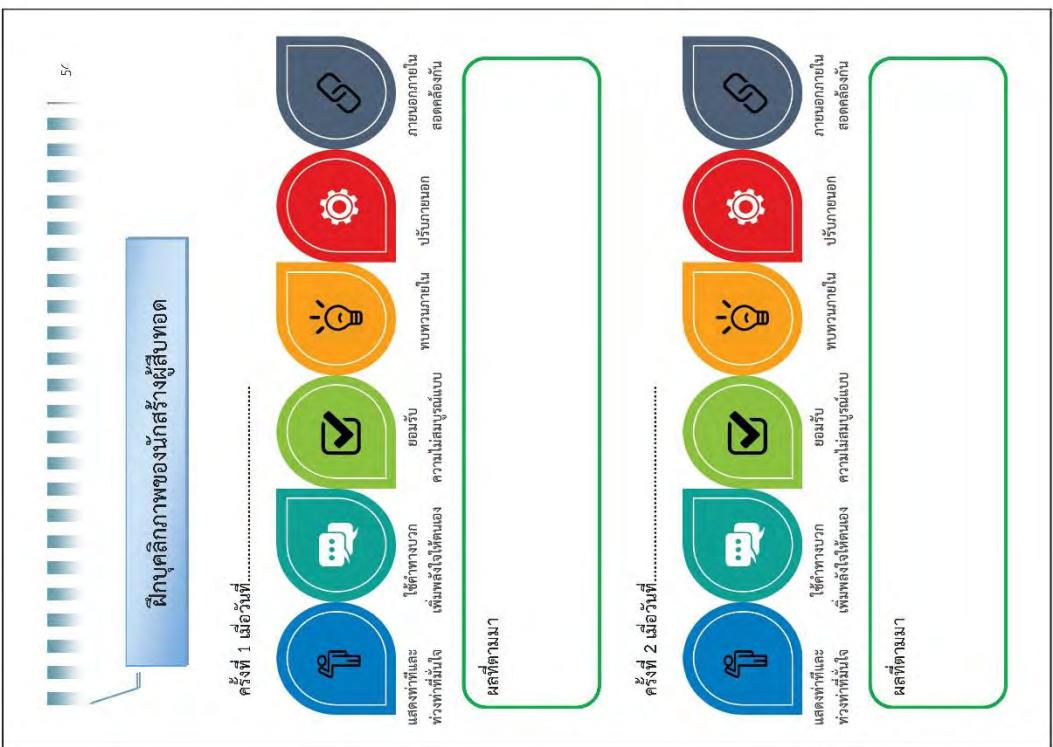 ฝึกบุคลิกภาพของนักสร้างผู้สืบทอด
ครั้งที่ 1 เมื่อวันที่........................................
แสดงท่าทีและ
ท่วงท่าที่มั่นใจ
ใช้คำทางบวก
เพิ่มพลังใจให้ตนเอง
ยอมรับ
ความไม่สมบูรณ์แบบ
ทบทวนภายใน
ปรับภายนอก
ภายนอกภายใน
สอดคล้องกัน
ผลที่ตามมา
ครั้งที่ 2 เมื่อวันที่........................................
แสดงท่าทีและ
ท่วงท่าที่มั่นใจ
ใช้คำทางบวก
เพิ่มพลังใจให้ตนเอง
ยอมรับ
ความไม่สมบูรณ์แบบ
ทบทวนภายใน
ปรับภายนอก
ภายนอกภายใน
สอดคล้องกัน
ผลที่ตามมา